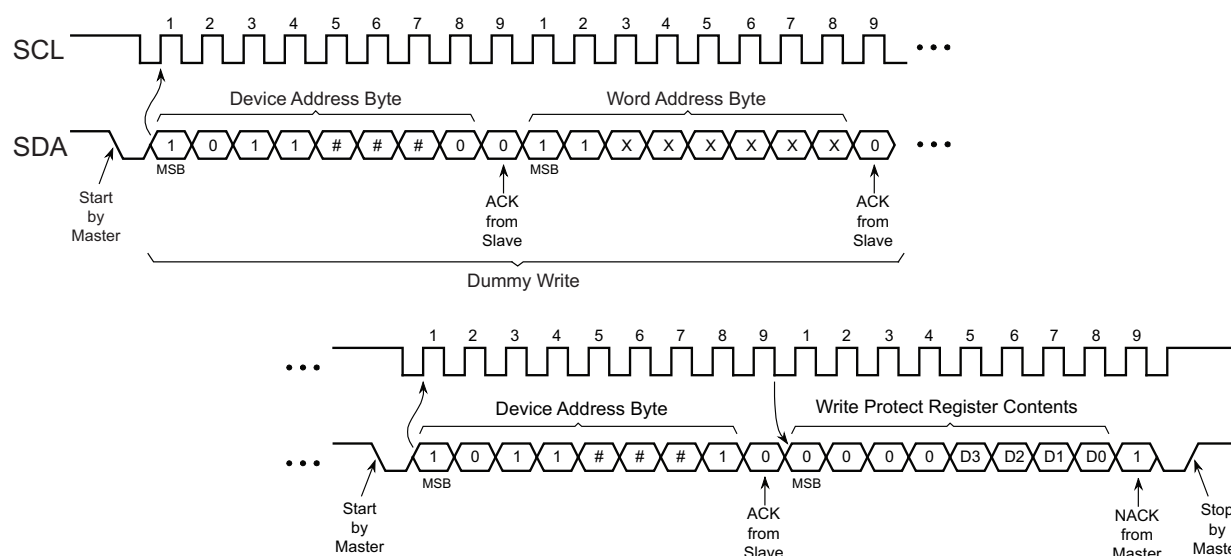 1 2 3 4 5 6 7 8 9 1 2 3 4 5 6 7 8 9
SCL
Device Address Byte Word Address Byte
SDA 1 0 1 1 # # # 0 0 1 1 X X X X X X 0
MSB MSB
Start
by
Master
ACK
from
Slave
ACK
from
Slave
Dummy Write
1 2 3 4 5 6 7 8 9 1 2 3 4 5 6 7 8 9
Device Address Byte Write Protect Register Contents
1 0 1 1 # # # 1 0 0 0 0 0 D3 D2 D1 D0 1
MSB MSB
Start
by
Master
ACK
from
Slave
NACK
from
Master
Stop
by